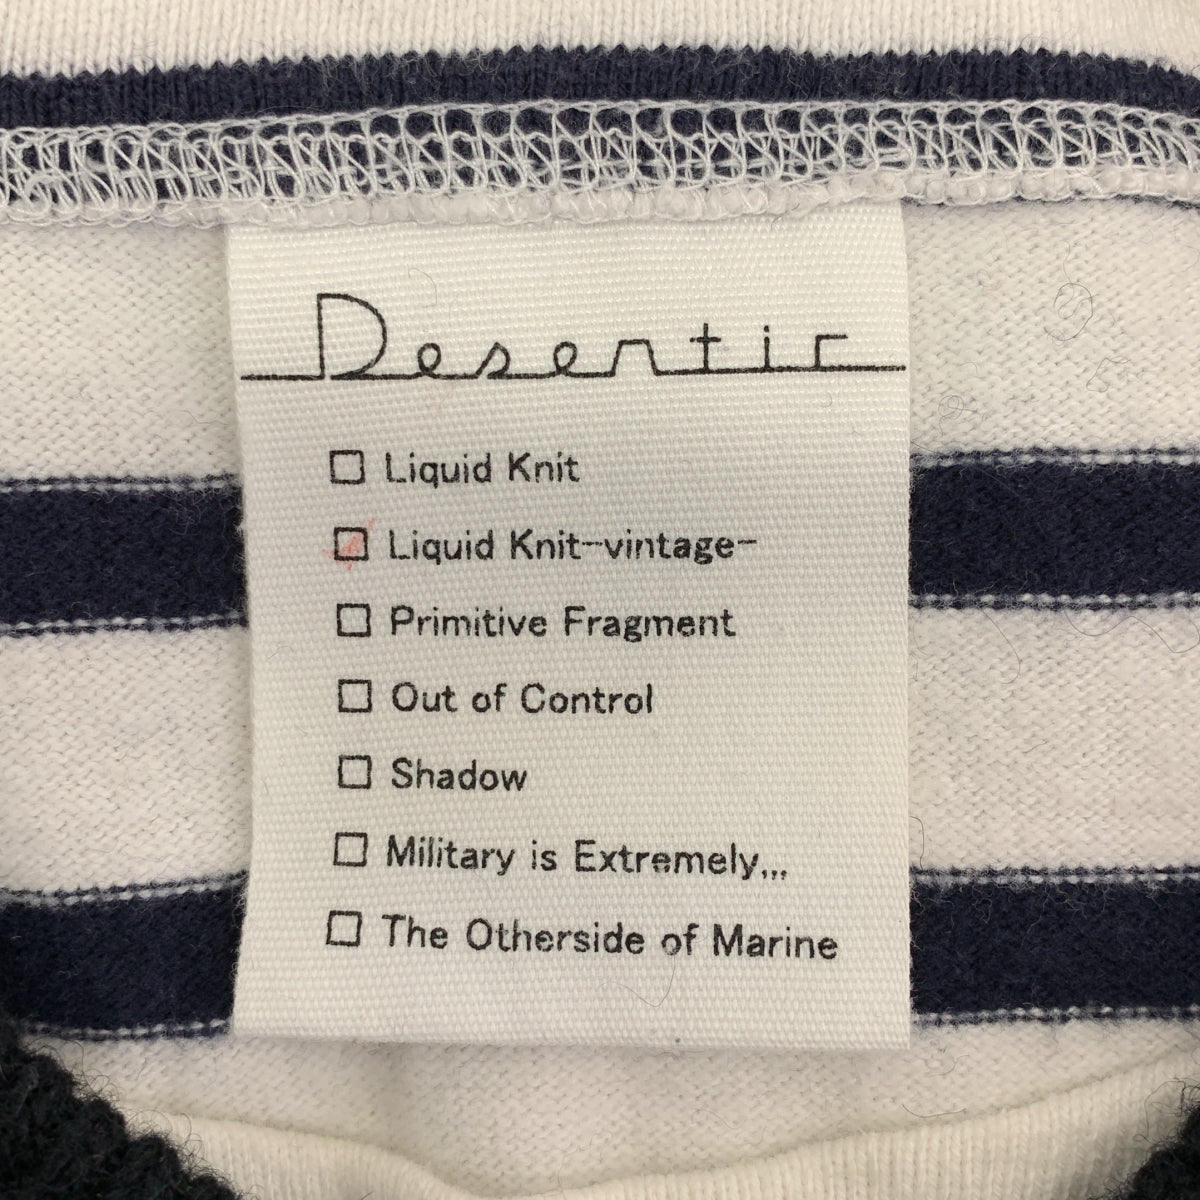 Desentic
Liquid Knit
Liquid Knit-vintage-
Primitive Fragment
Out of Control
Shadow
Military is Extremely...
The Otherside of Marine